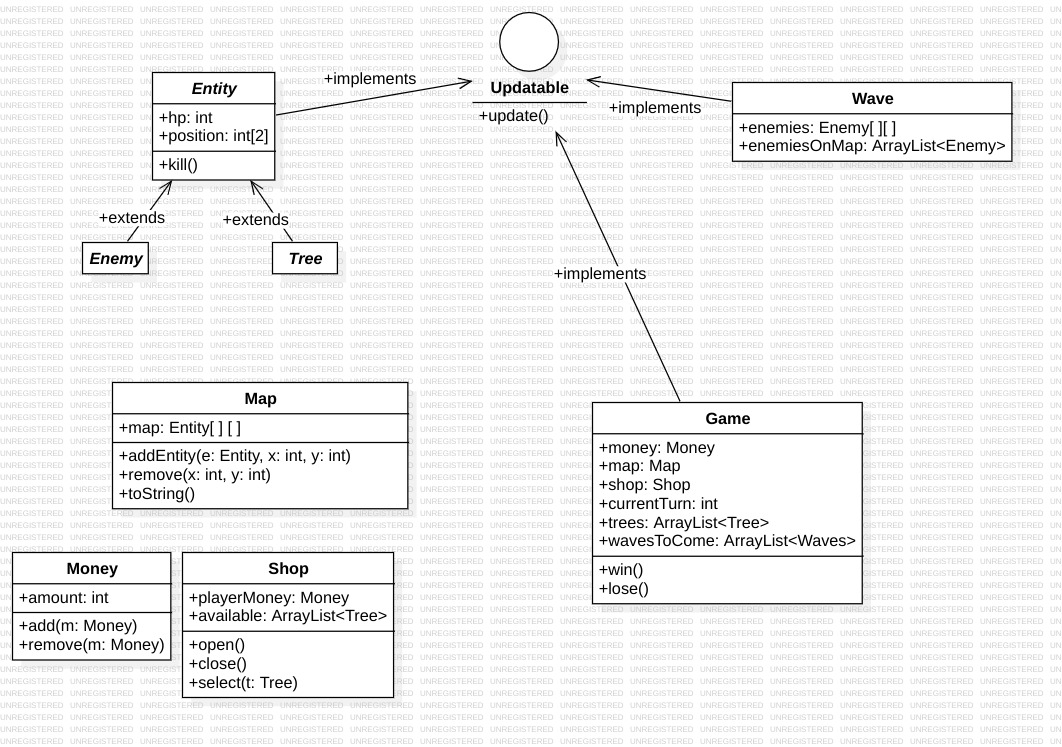 Updatable
+update()
Entity
+hp: int
+position: int[2]
+kill()
+implements
+implements
Wave
+enemies: Enemy[ ][ ]
+enemiesOnMap: ArrayList<Enemy>
+extends
+extends
Enemy
Tree
+implements
Map
+map: Entity[ ] [ ]
+addEntity(e: Entity, x: int, y: int)
+remove(x: int, y: int)
+toString()
Game
+money: Money
+map: Map
+shop: Shop
+currentTurn: int
+trees: ArrayList<Tree>
+wavesToCome: ArrayList<Waves>
+win()
+lose()
Money
+amount: int
+add(m: Money)
+remove(m: Money)
Shop
+playerMoney: Money
+available: ArrayList<Tree>
+open()
+close()
+select(t: Tree)
UNREGISTERED